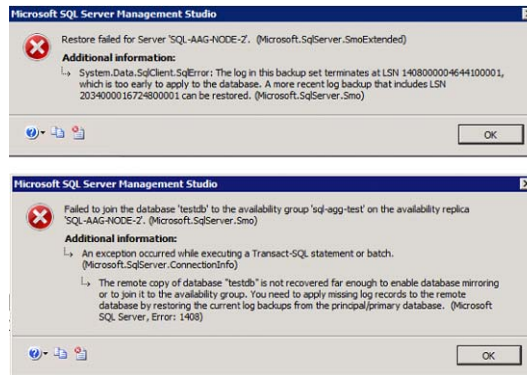 Microsoft SQL Server Management Studio
Restore failed for Server 'SQL-AAG-NODE-2'. (Microsoft.SqlServer.SmoExtended)
Additional information:
System.Data.SqlClient.SqlError: The log in this backup set terminates at LSN 1408000004644100001,
which is too early to apply to the database. A more recent log backup that includes LSN
2034000016724800001 can be restored. (Microsoft.SqlServer.Smo)
OK
Microsoft SQL Server Management Studio
Failed to join the database 'testdb' to the availability group 'sql-agg-test' on the availability replica
'SQL-AAG-NODE-2'. (Microsoft.SqlServer.Smo)
Additional information:
An exception occurred while executing a Transact-SQL statement or batch.
(Microsoft.SqlServer.ConnectionInfo)
The remote copy of database "testdb" is not recovered far enough to enable database mirroring
or to join it to the availability group. You need to apply missing log records to the remote
database by restoring the current log backups from the principal/primary database. (Microsoft
SQL Server, Error: 1408)
OK